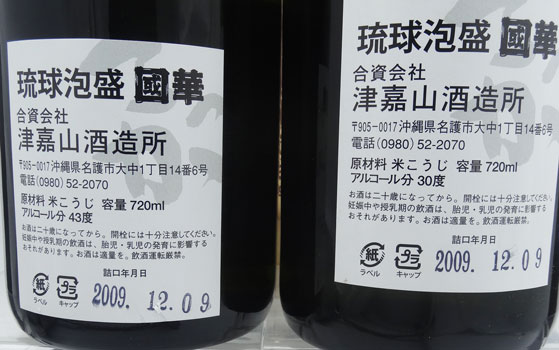 琉球泡盛 國華
合資会社
津嘉山酒造所
〒905-0017沖縄県名護市大中1丁目14番6号
電話(0980)52-2070
原材料 米こうじ 容量 720ml
アルコール分 43度
お酒は二十歳になってから。開栓には十分注意してください。
妊娠中や授乳期の飲酒は、胎児・乳児の発育に影響する
おそれがあります。お酒は適量を。飲酒運転厳禁。
詰口年月日
紙
ラベル
プラ
キャップ
2009. 12. 09
琉球泡盛 國華
合資会社
津嘉山酒造所
〒905-0017沖縄県名護市大中1丁目14番6号
電話(0980)52-2070
原材料 米こうじ 容量 720ml
アルコール分 30度
お酒は二十歳になってから。開栓には十分注意してください。
妊娠中や授乳期の飲酒は、胎児・乳児の発育に影響する
おそれがあります。お酒は適量を。飲酒運転厳禁。
詰口年月日
紙
ラベル
プラ
キャップ
2009. 12. 09